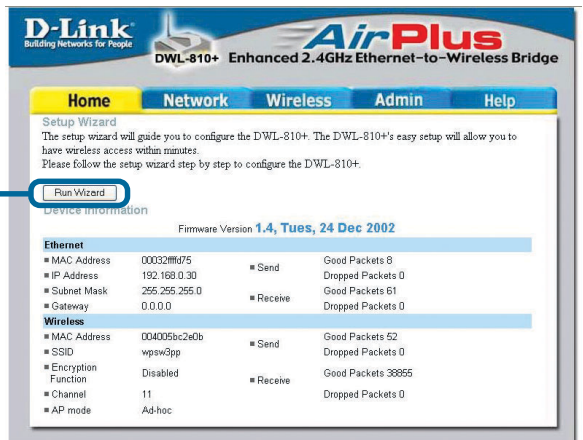 D-Link
Building Networks for People
DWL-810+
AirPlus
Enhanced 2.4GHz Ethernet-to-Wireless Bridge
Home Network Wireless Admin Help
Setup Wizard
The setup wizard will guide you to configure the DWL-810+. The DWL-810+'s easy setup will allow you to
have wireless access within minutes.
Please follow the setup wizard step by step to configure the DWL-810+.
Run Wizard
Device Information
Firmware Version 1.4, Tues, 24 Dec 2002
Ethernet
MAC Address 00032ffffd75 Send Good Packets 8
IP Address 192.168.0.30 Dropped Packets 0
Subnet Mask 255.255.255.0 Receive Good Packets 61
Gateway 0.0.0.0 Dropped Packets 0
Wireless
MAC Address 004005bc2e0b Send Good Packets 52
SSID wpsw3pp Dropped Packets 0
Encryption Function Disabled Receive Good Packets 38855
Channel 11 Dropped Packets 0
AP mode Ad-hoc